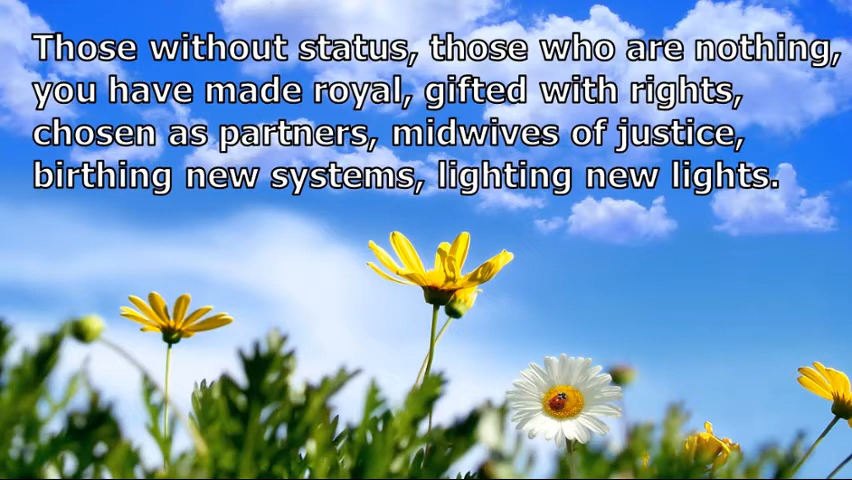 Those without status, those who are nothing,
you have made royal, gifted with rights,
chosen as partners, midwives of justice,
birthing new systems, lighting new lights.